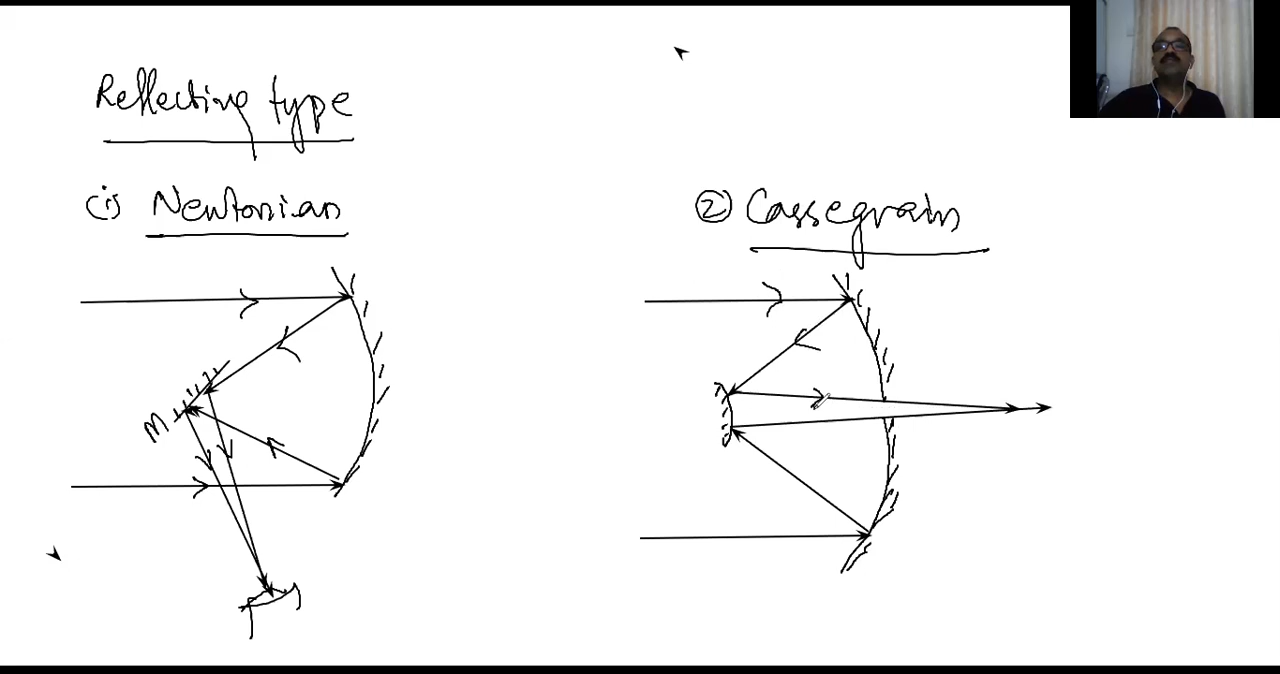 Reflecting type
(i) Newtonian
② Cassegrain
M